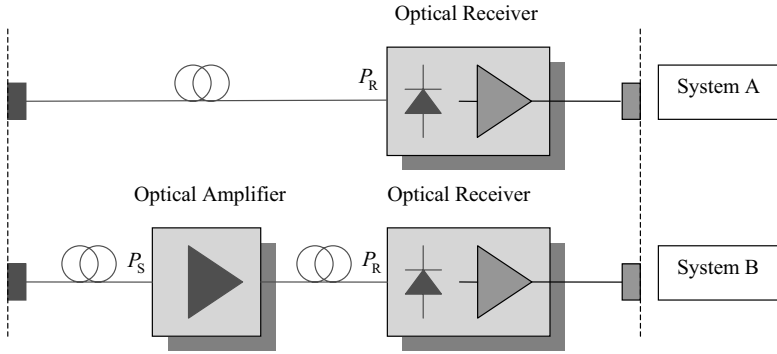 Optical Receiver
P_R
System A
Optical Amplifier
Optical Receiver
P_S
P_R
System B